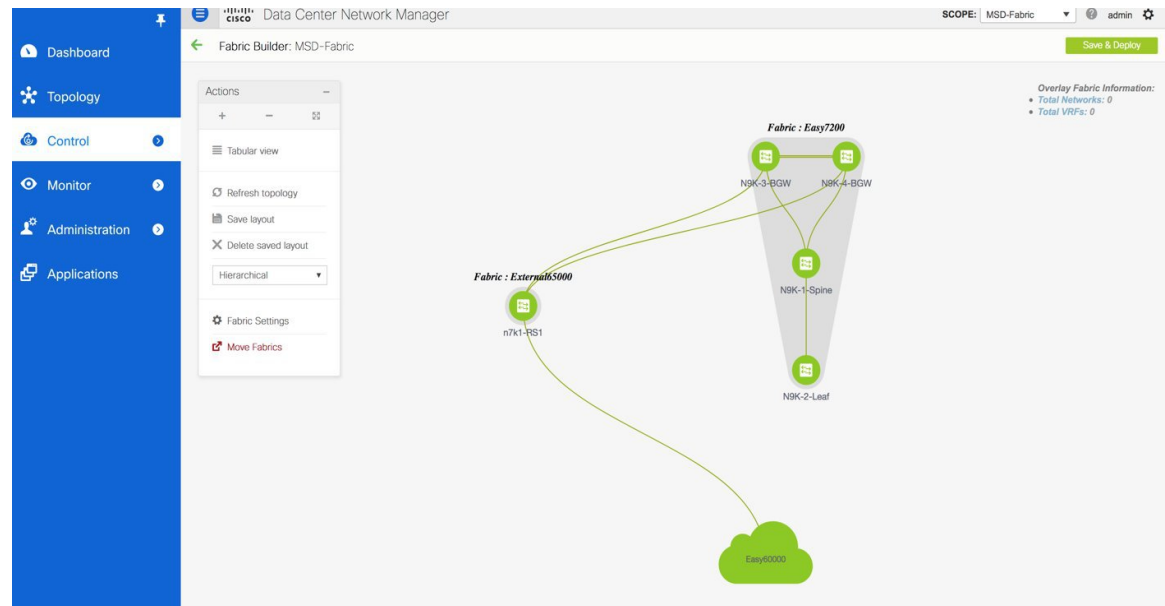 CISCO Data Center Network Manager
SCOPE: MSD-Fabric
admin
Dashboard
Topology
Control
Monitor
Administration
Applications
Fabric Builder: MSD-Fabric
Save & Deploy
Actions
Tabular view
Refresh topology
Save layout
Delete saved layout
Hierarchical
Fabric Settings
Move Fabrics
Overlay Fabric Information:
Total Networks: 0
Total VRFs: 0
Fabric : Easy7200
N9K-3-BGW
N9K-4-BGW
N9K-1-Spine
N9K-2-Leaf
Fabric : External65000
n7k1-RS1
Easy60000